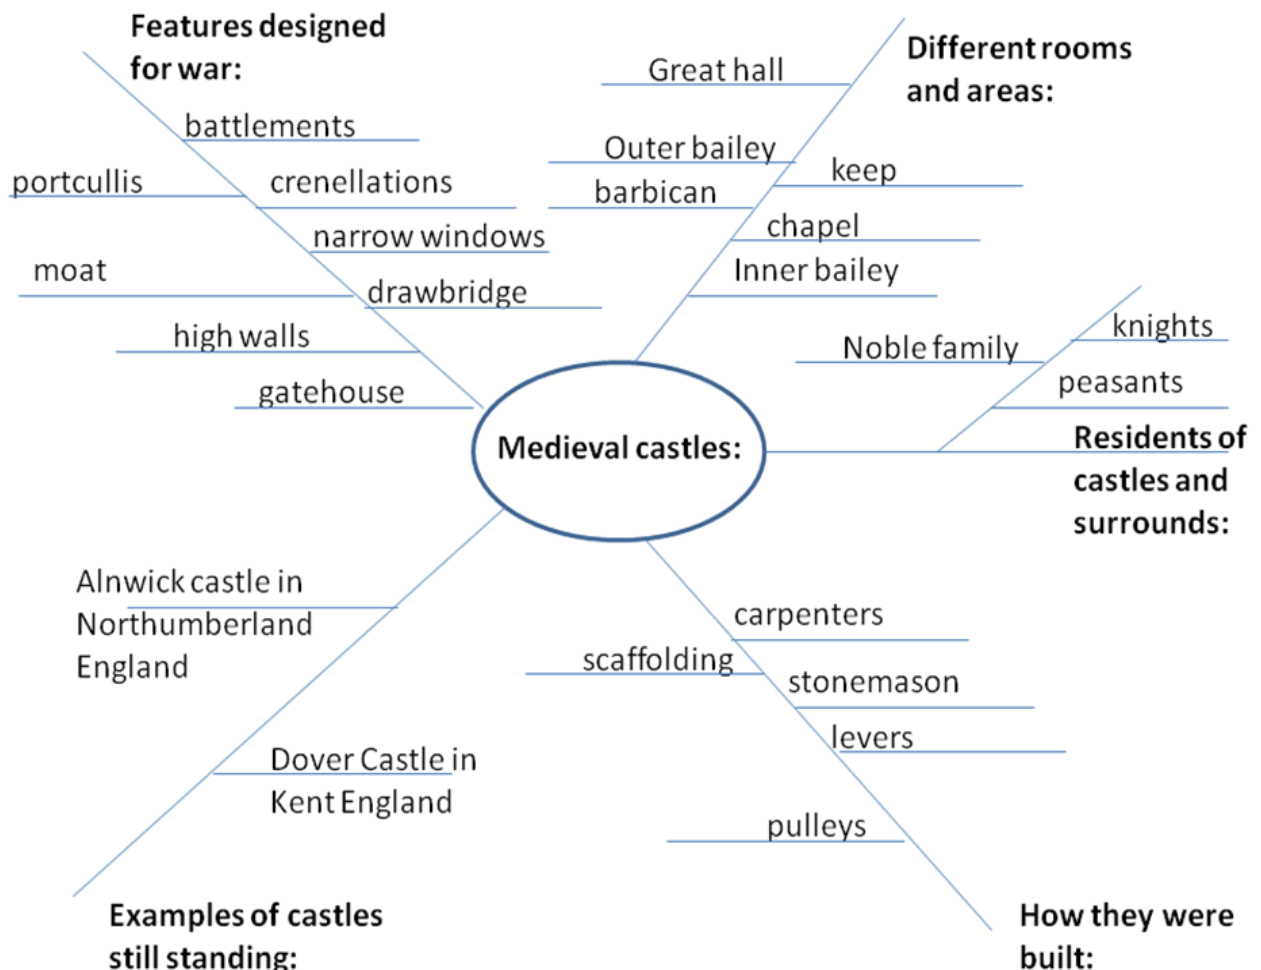 Features designed
for war:
battlements
portcullis
crenellations
narrow windows
moat
drawbridge
high walls
gatehouse
Different rooms
and areas:
Great hall
Outer bailey
keep
barbican
chapel
Inner bailey
knights
Noble family
peasants
Residents of
castles and
surrounds:
Medieval castles:
Alnwick castle in
Northumberland
England
Dover Castle in
Kent England
Examples of castles
still standing:
carpenters
scaffolding
stonemason
levers
pulleys
How they were
built: